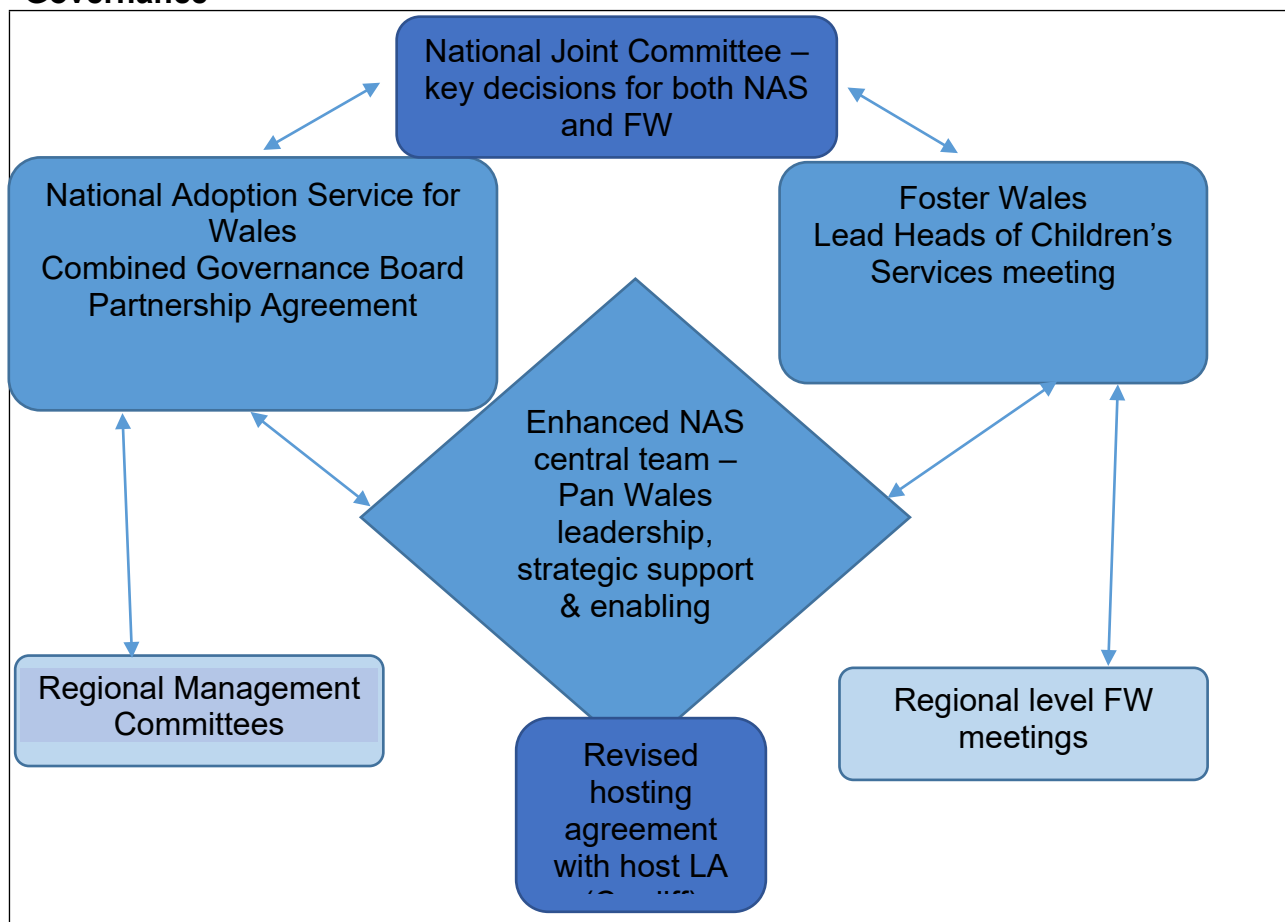 Governance
National Joint Committee –
key decisions for both NAS
and FW
National Adoption Service for
Wales
Combined Governance Board
Partnership Agreement
Foster Wales
Lead Heads of Children's
Services meeting
Enhanced NAS
central team –
Pan Wales
leadership,
strategic support
& enabling
Regional Management
Committees
Regional level FW
meetings
Revised
hosting
agreement
with host LA